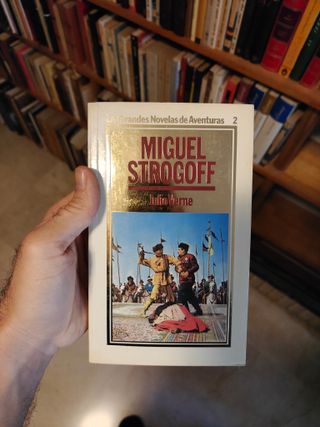 Grandes Novelas de Aventuras 2
MIGUEL
STROGOFF
Julio Verne